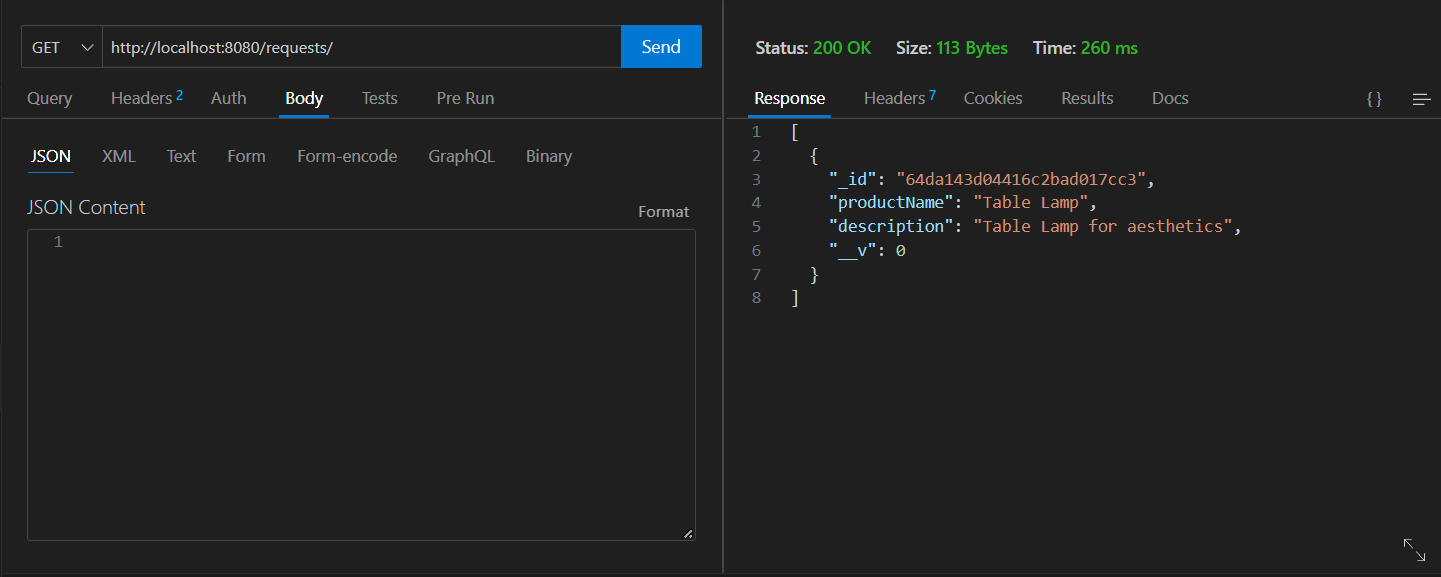 GET http://localhost:8080/requests/ Send
Query Headers 2 Auth Body Tests Pre Run
JSON XML Text Form Form-encode GraphQL Binary
JSON Content Format
1
Status: 200 OK Size: 113 Bytes Time: 260 ms
Response Headers 7 Cookies Results Docs { }
1 [
2 {
3 "_id": "64da143d04416c2bad017cc3",
4 "productName": "Table Lamp",
5 "description": "Table Lamp for aesthetics",
6 "__v": 0
7 }
8 ]